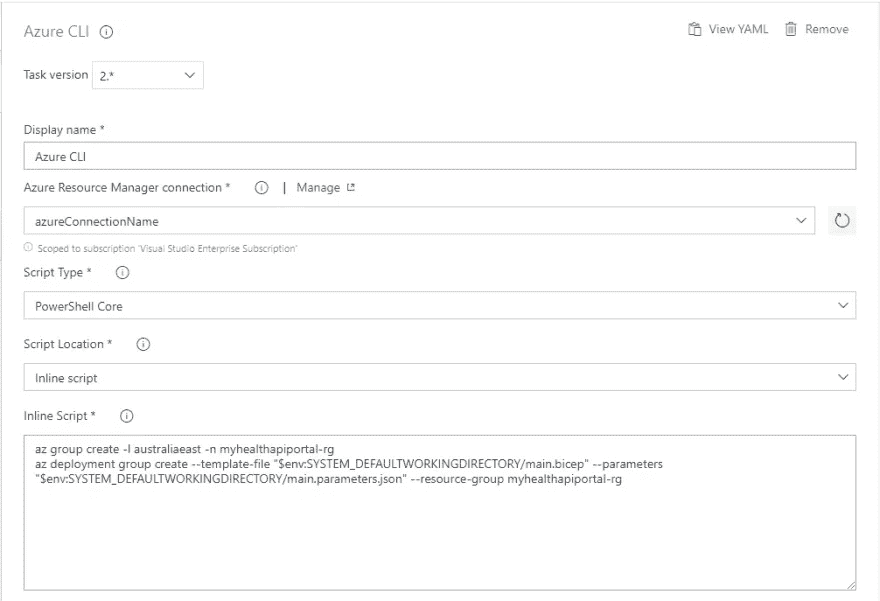 Azure CLI
View YAML
Remove
Task version 2.*
Display name *
Azure CLI
Azure Resource Manager connection * | Manage
azureConnectionName
Scoped to subscription 'Visual Studio Enterprise Subscription'
Script Type *
PowerShell Core
Script Location *
Inline script
Inline Script *
az group create -l australiaeast -n myhealthapiportal-rg
az deployment group create --template-file "$env:SYSTEM_DEFAULTWORKINGDIRECTORY/main.bicep" --parameters
"$env:SYSTEM_DEFAULTWORKINGDIRECTORY/main.parameters.json" --resource-group myhealthapiportal-rg